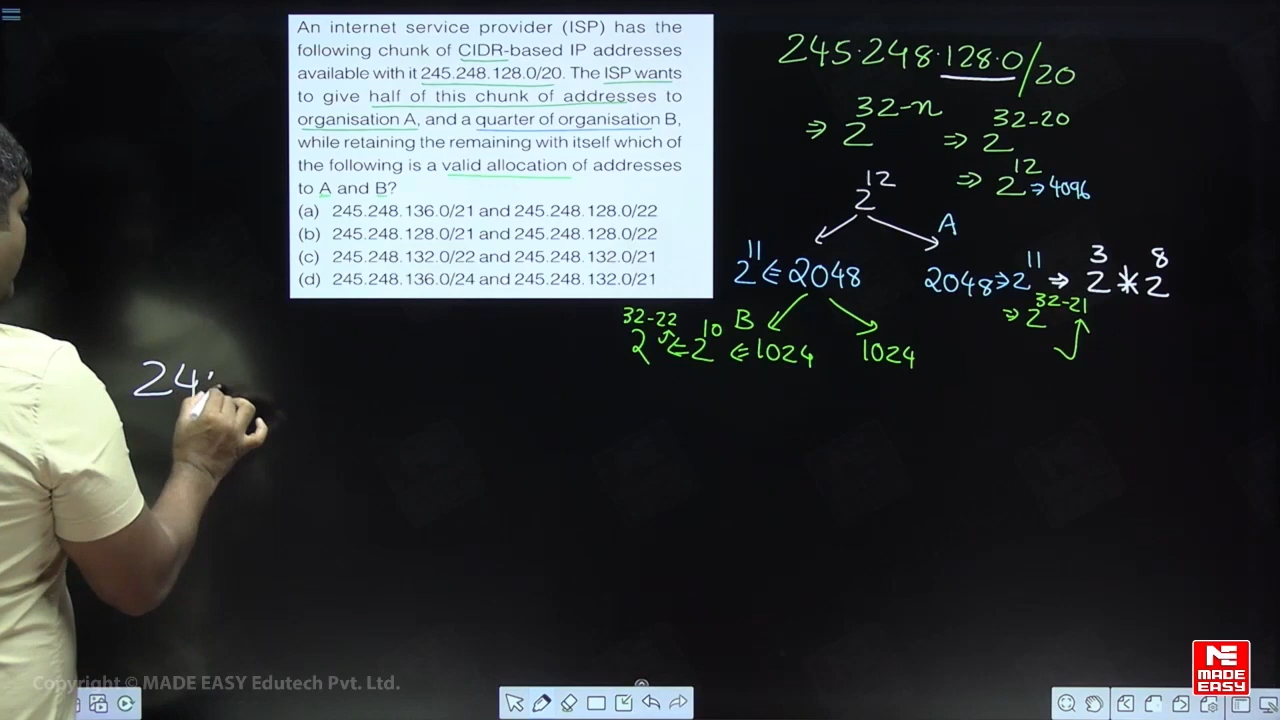 An internet service provider (ISP) has the
following chunk of CIDR-based IP addresses
available with it 245.248.128.0/20. The ISP wants
to give half of this chunk of addresses to
organisation A, and a quarter of organisation B,
while retaining the remaining with itself which of
the following is a valid allocation of addresses
to A and B?
(a) 245.248.136.0/21 and 245.248.128.0/22
(b) 245.248.128.0/21 and 245.248.128.0/22
(c) 245.248.132.0/22 and 245.248.132.0/21
(d) 245.248.136.0/24 and 245.248.132.0/21
245.248.128.0/20
⇒ 2^32-n ⇒ 2^32-20
⇒ 2^12 ⇒ 4096
2^12
A
2^11 ⇐ 2048 2048 ⇒ 2^11 ⇒ 2^3 * 2^8
⇒ 2^32-21
B
2^32-22 ⇐ 2^10 ⇐ 1024 1024
24
Copyright © MADE EASY Edutech Pvt. Ltd.
ME
MADE
EASY